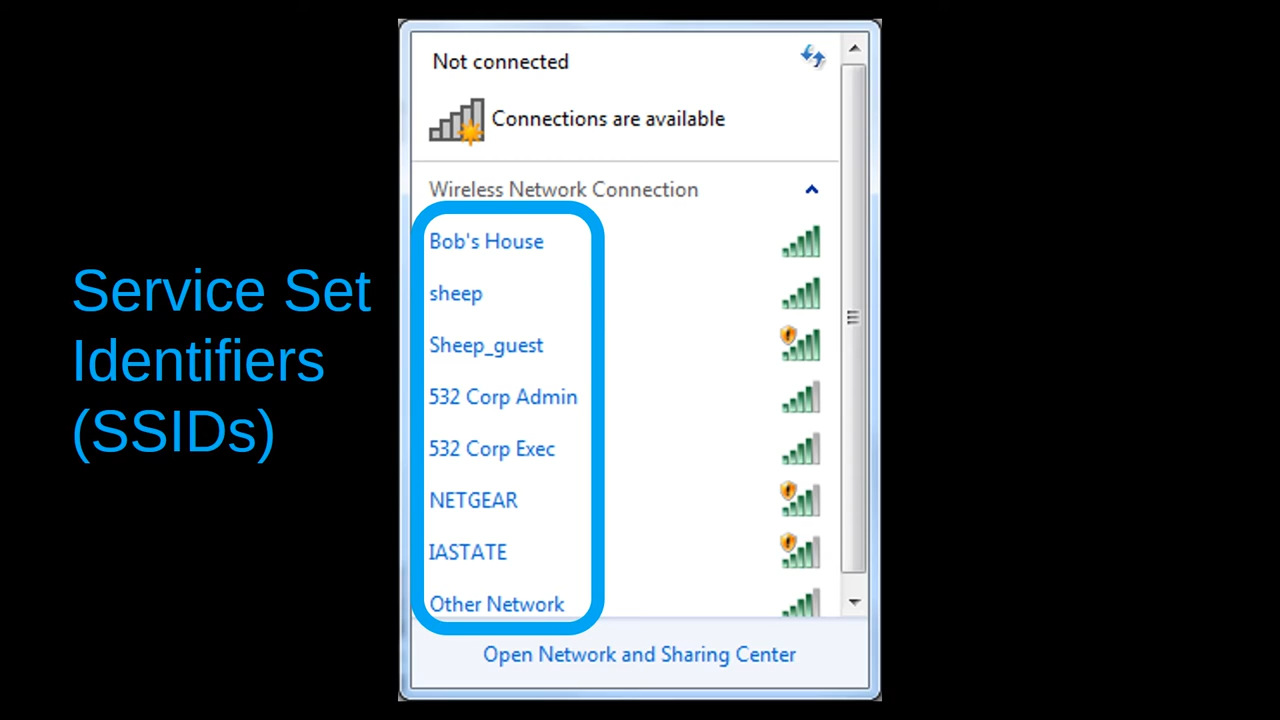 Service Set
Identifiers
(SSIDs)
Not connected
Connections are available
Wireless Network Connection
Bob's House
sheep
Sheep_guest
532 Corp Admin
532 Corp Exec
NETGEAR
IASTATE
Other Network
Open Network and Sharing Center